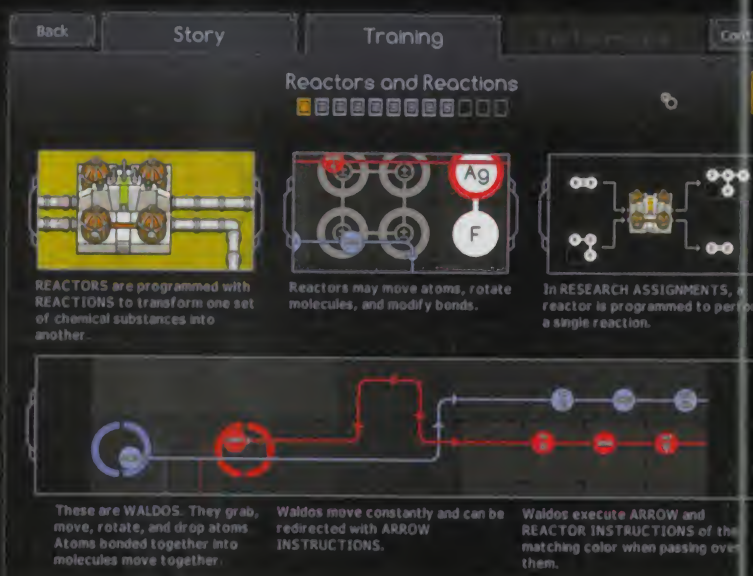 Back
Story
Training
Reactors and Reactions
Ag
F
REACTORS are programmed with
REACTIONS to transform one set
of chemical substances into
another.
Reactors may move atoms, rotate
molecules, and modify bonds.
In RESEARCH ASSIGNMENTS, a
reactor is programmed to perfo
a single reaction.
These are WALDOS. They grab,
move, rotate, and drop atoms.
Atoms bonded together into
molecules move together.
Waldos move constantly and can be
redirected with ARROW
INSTRUCTIONS.
Waldos execute ARROW and
REACTOR INSTRUCTIONS of the
matching color when passing over
them.